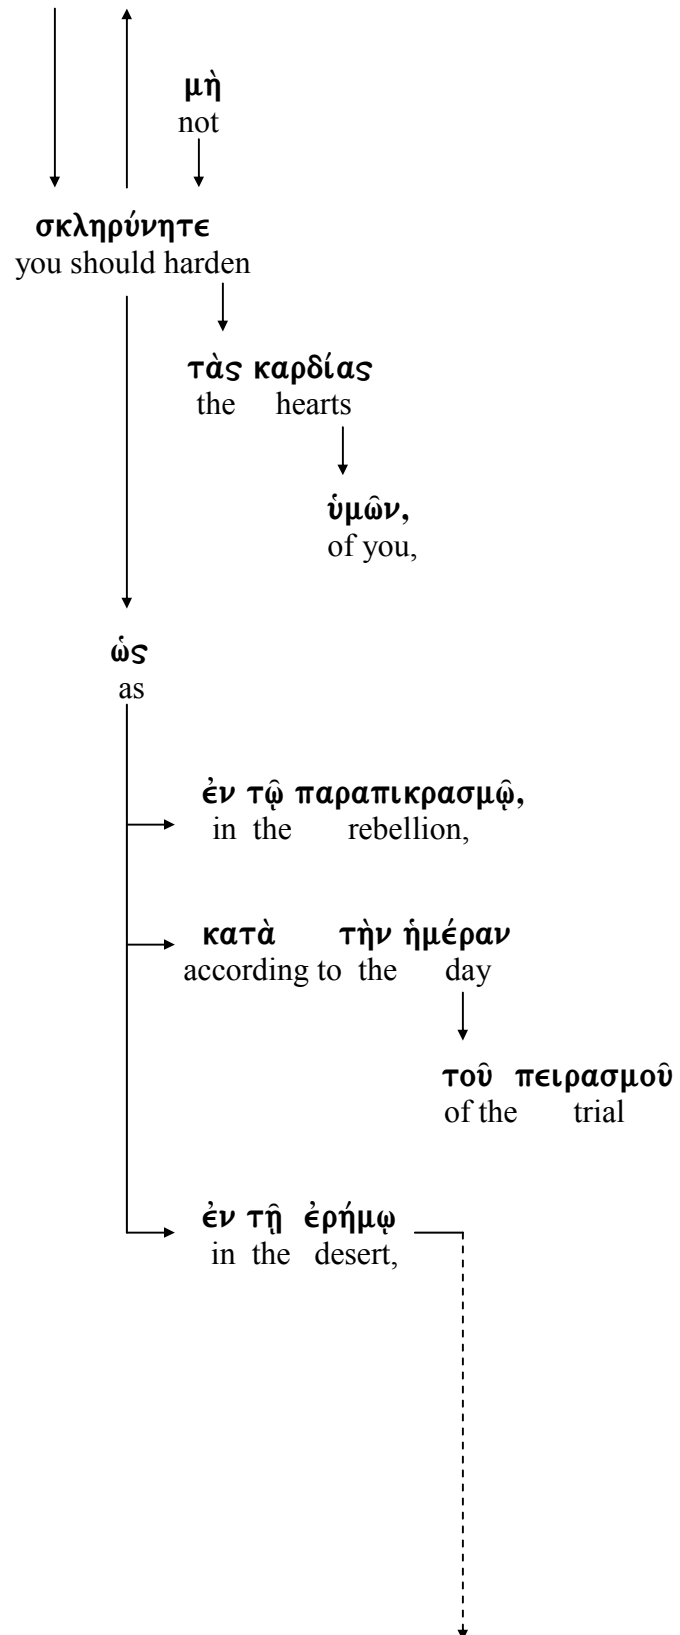 μὴ
not
σκληρύνητε
you should harden
τὰς καρδίας
the hearts
ὑμῶν,
of you,
ὡς
as
ἐν τῷ παραπικρασμῷ,
in the rebellion,
κατὰ τὴν ἡμέραν
according to the day
τοῦ πειρασμοῦ
of the trial
ἐν τῇ ἐρήμῳ
in the desert,